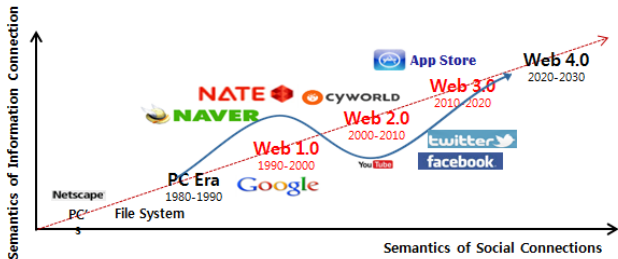 Semantics of Information Connection
App Store
Web 4.0
2020-2030
NATE
CYWORLD
Web 3.0
2010-2020
NAVER
Web 2.0
2000-2010
twitter
Web 1.0
1990-2000
You Tube
facebook
PC Era
1980-1990
Google
Netscape
PC'
s
File System
Semantics of Social Connections